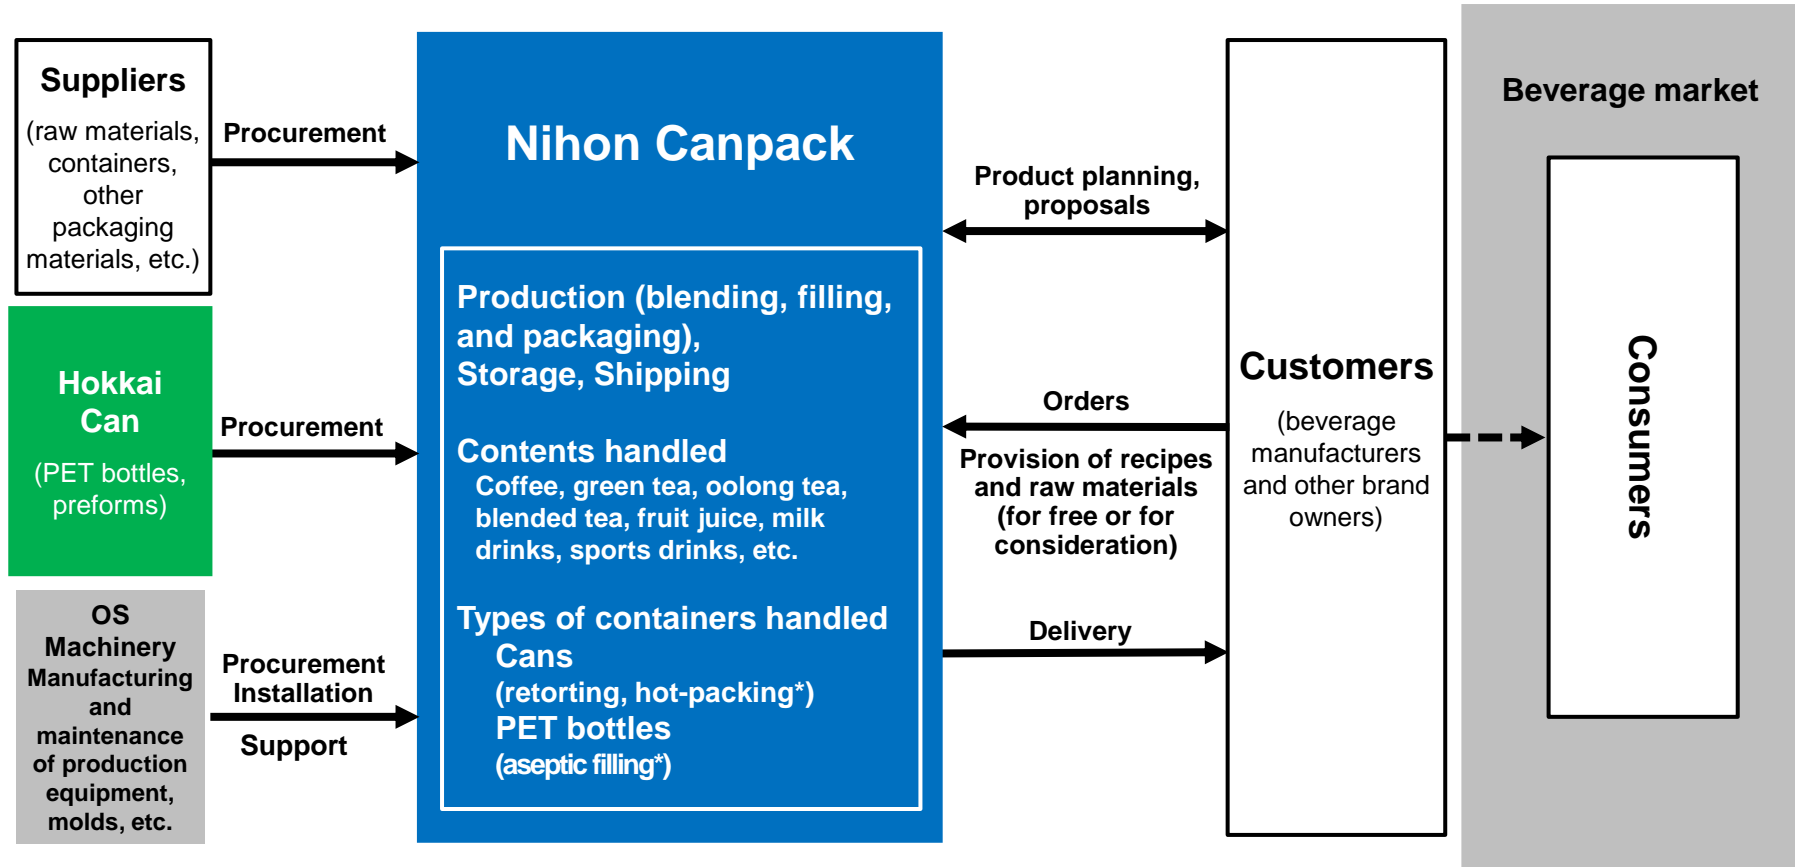 Suppliers
(raw materials,
containers,
other
packaging
materials, etc.)
Procurement
Hokkai
Can
(PET bottles,
preforms)
Procurement
OS
Machinery
Manufacturing
and
maintenance
of production
equipment,
molds, etc.
Procurement
Installation
Support
Nihon Canpack
Production (blending, filling,
and packaging),
Storage, Shipping
Contents handled
Coffee, green tea, oolong tea,
blended tea, fruit juice, milk
drinks, sports drinks, etc.
Types of containers handled
Cans
(retorting, hot-packing*)
PET bottles
(aseptic filling*)
Product planning,
proposals
Orders
Provision of recipes
and raw materials
(for free or for
consideration)
Delivery
Customers
(beverage
manufacturers
and other brand
owners)
Beverage market
Consumers